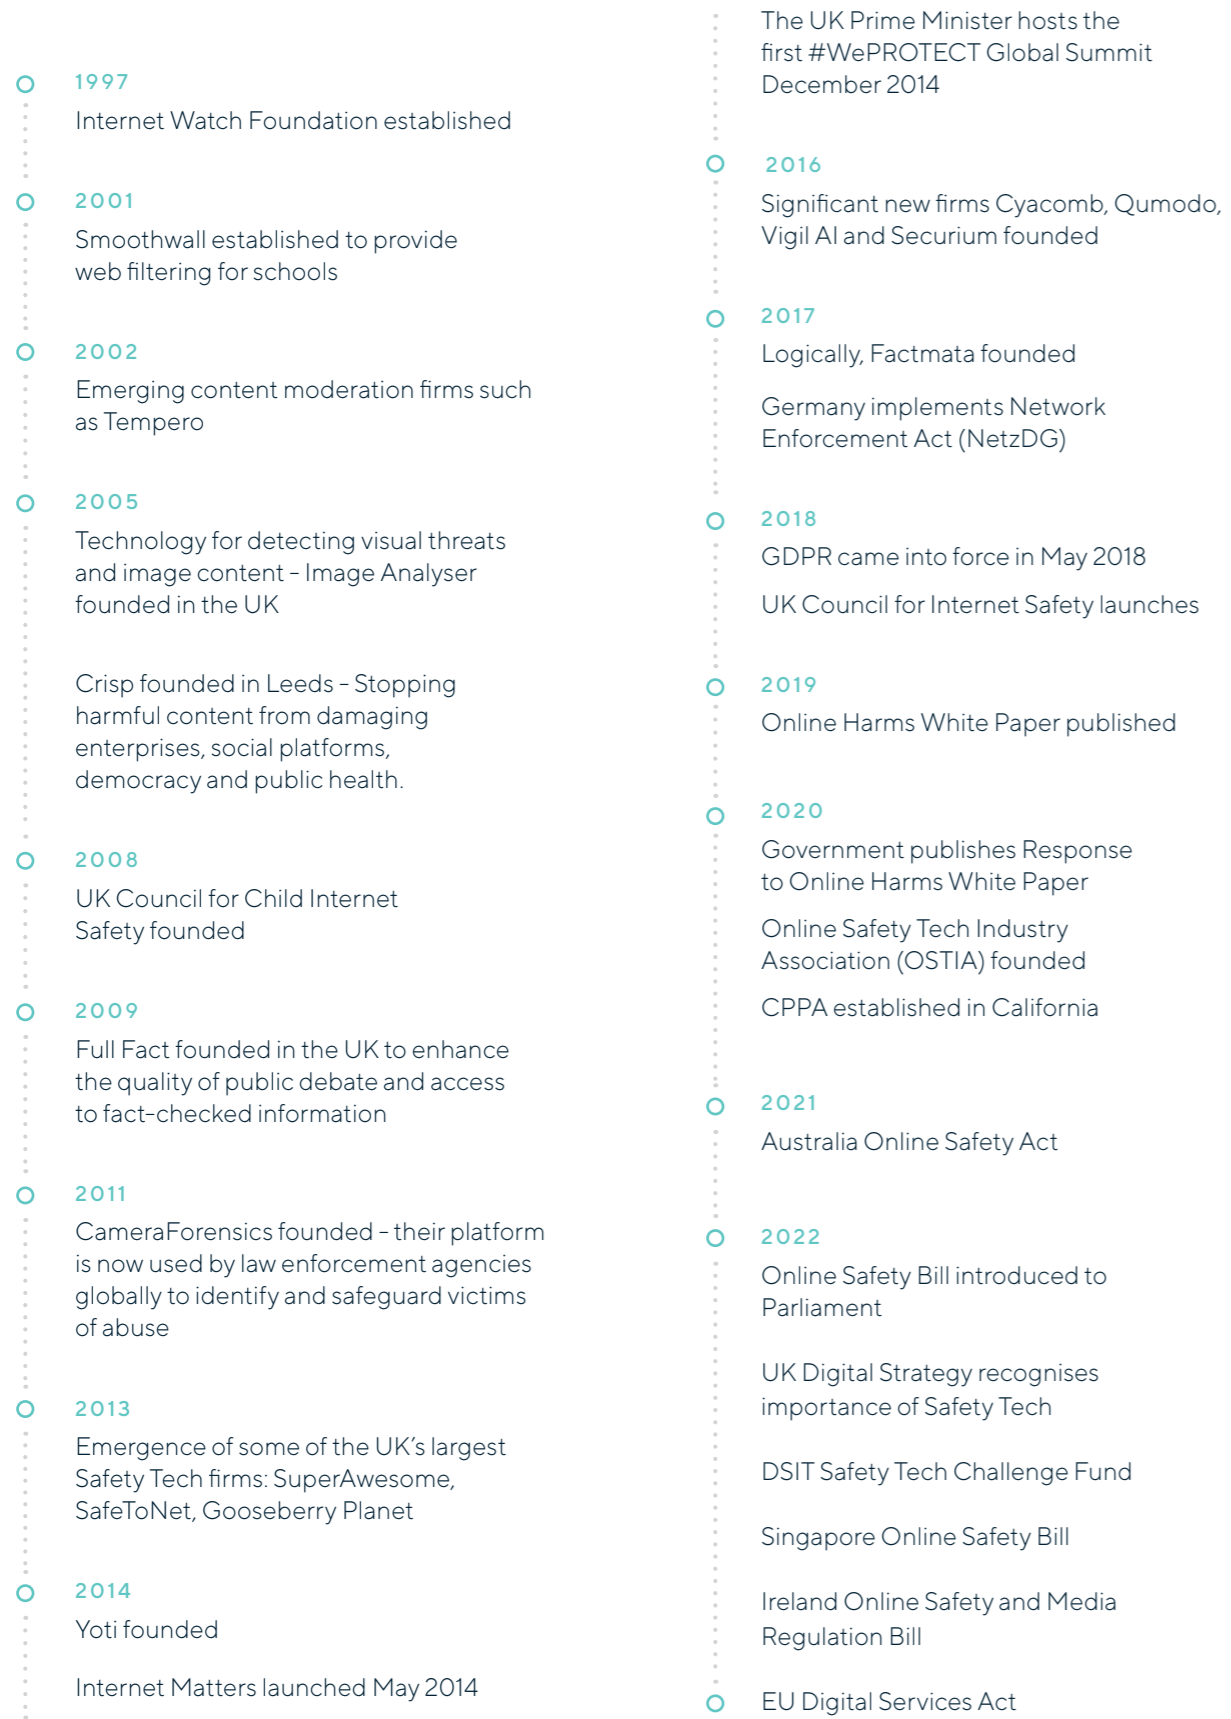 1997
Internet Watch Foundation established
2001
Smoothwall established to provide
web filtering for schools
2002
Emerging content moderation firms such
as Tempero
2005
Technology for detecting visual threats
and image content – Image Analyser
founded in the UK
Crisp founded in Leeds – Stopping
harmful content from damaging
enterprises, social platforms,
democracy and public health.
2008
UK Council for Child Internet
Safety founded
2009
Full Fact founded in the UK to enhance
the quality of public debate and access
to fact-checked information
2011
CameraForensics founded – their platform
is now used by law enforcement agencies
globally to identify and safeguard victims
of abuse
2013
Emergence of some of the UK’s largest
Safety Tech firms: SuperAwesome,
SafeToNet, Gooseberry Planet
2014
Yoti founded
Internet Matters launched May 2014
The UK Prime Minister hosts the
first #WePROTECT Global Summit
December 2014
2016
Significant new firms Cyacomb, Qumodo,
Vigil AI and Securium founded
2017
Logically, Factmata founded
Germany implements Network
Enforcement Act (NetzDG)
2018
GDPR came into force in May 2018
UK Council for Internet Safety launches
2019
Online Harms White Paper published
2020
Government publishes Response
to Online Harms White Paper
Online Safety Tech Industry
Association (OSTIA) founded
CPPA established in California
2021
Australia Online Safety Act
2022
Online Safety Bill introduced to
Parliament
UK Digital Strategy recognises
importance of Safety Tech
DSIT Safety Tech Challenge Fund
Singapore Online Safety Bill
Ireland Online Safety and Media
Regulation Bill
EU Digital Services Act